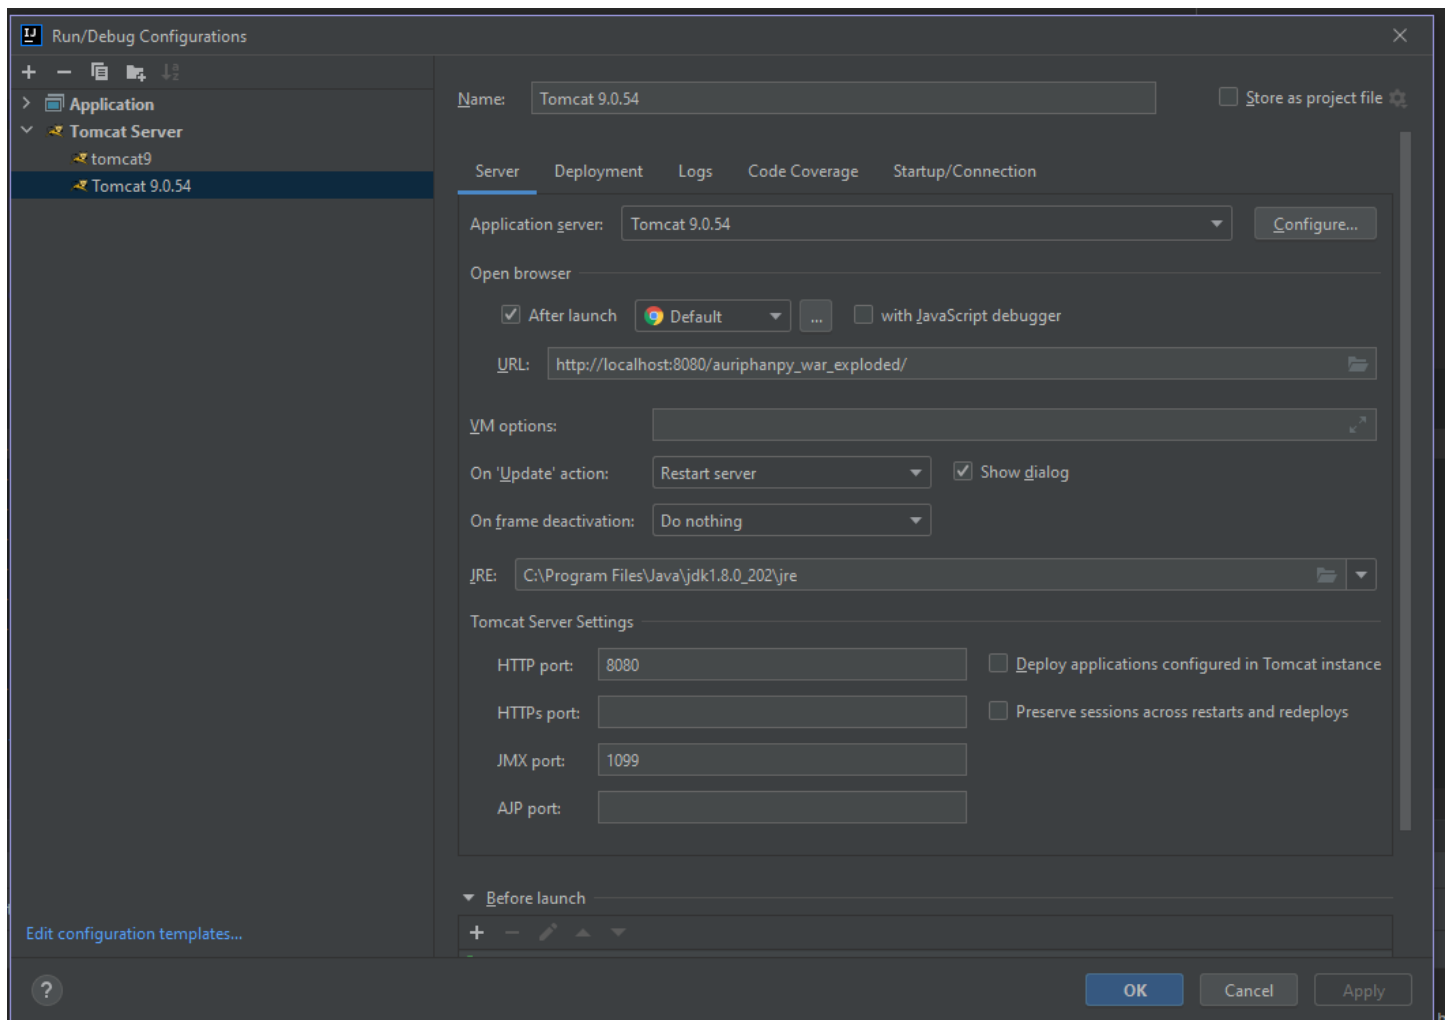 IJ Run/Debug Configurations
Application
Tomcat Server
tomcat9
Tomcat 9.0.54
Edit configuration templates...
Name: Tomcat 9.0.54 Store as project file
Server Deployment Logs Code Coverage Startup/Connection
Application server: Tomcat 9.0.54 Configure...
Open browser
After launch Default ... with JavaScript debugger
URL: http://localhost:8080/auriphanpy_war_exploded/
VM options:
On 'Update' action: Restart server Show dialog
On frame deactivation: Do nothing
JRE: C:\Program Files\Java\jdk1.8.0_202\jre
Tomcat Server Settings
HTTP port: 8080 Deploy applications configured in Tomcat instance
HTTPs port: Preserve sessions across restarts and redeploys
JMX port: 1099
AJP port:
Before launch
? OK Cancel Apply